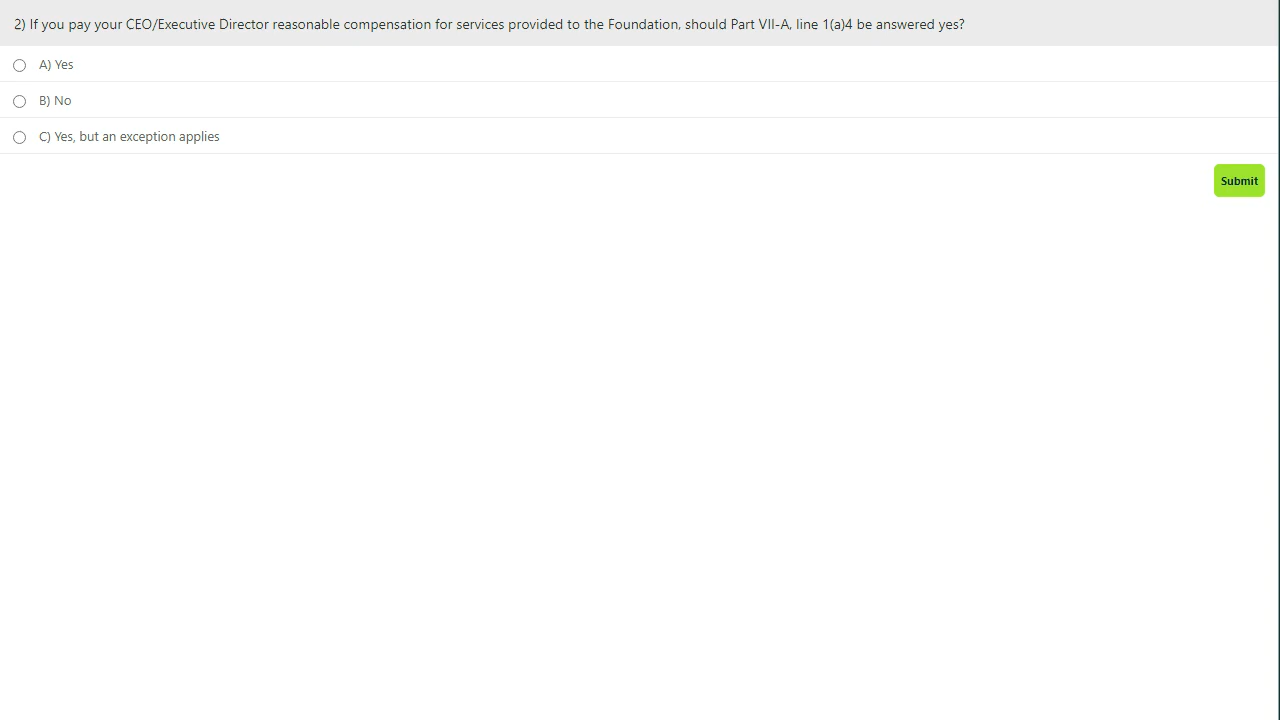 2) If you pay your CEO/Executive Director reasonable compensation for services provided to the Foundation, should Part VII-A, line 1(a)4 be answered yes?
A) Yes
B) No
C) Yes, but an exception applies
Submit